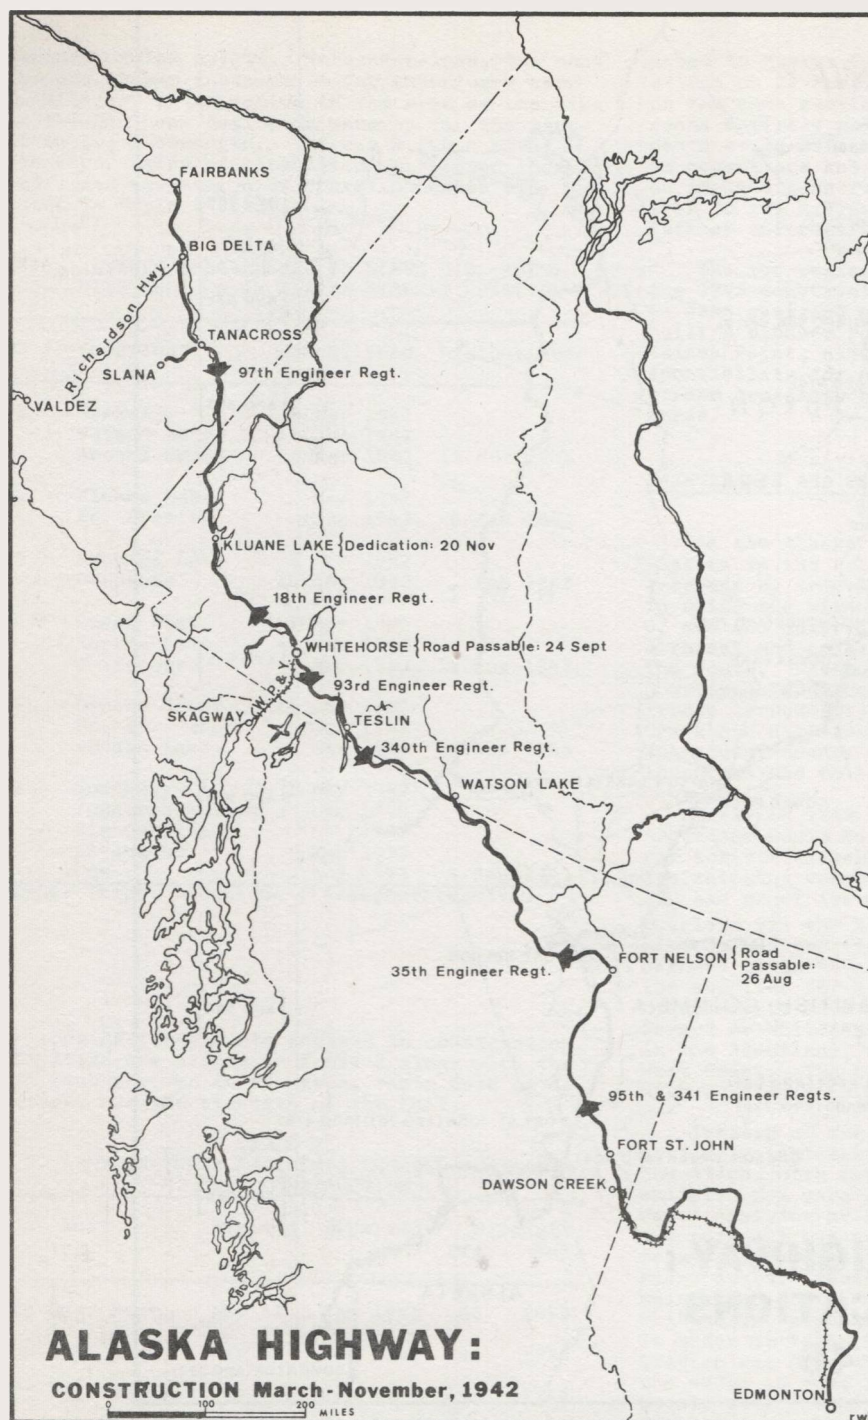 FAIRBANKS
BIG DELTA
Richardson Hwy.
TANACROSS
SLANA
97th Engineer Regt.
VALDEZ
KLUANE LAKE {Dedication: 20 Nov
18th Engineer Regt.
WHITEHORSE {Road Passable: 24 Sept
W.P.&Y.
93rd Engineer Regt.
SKAGWAY
TESLIN
340th Engineer Regt.
WATSON LAKE
35th Engineer Regt.
FORT NELSON {Road
Passable:
26 Aug
95th & 341 Engineer Regts.
FORT ST. JOHN
DAWSON CREEK
ALASKA HIGHWAY:
CONSTRUCTION March-November, 1942
0 100 200
MILES
EDMONTON